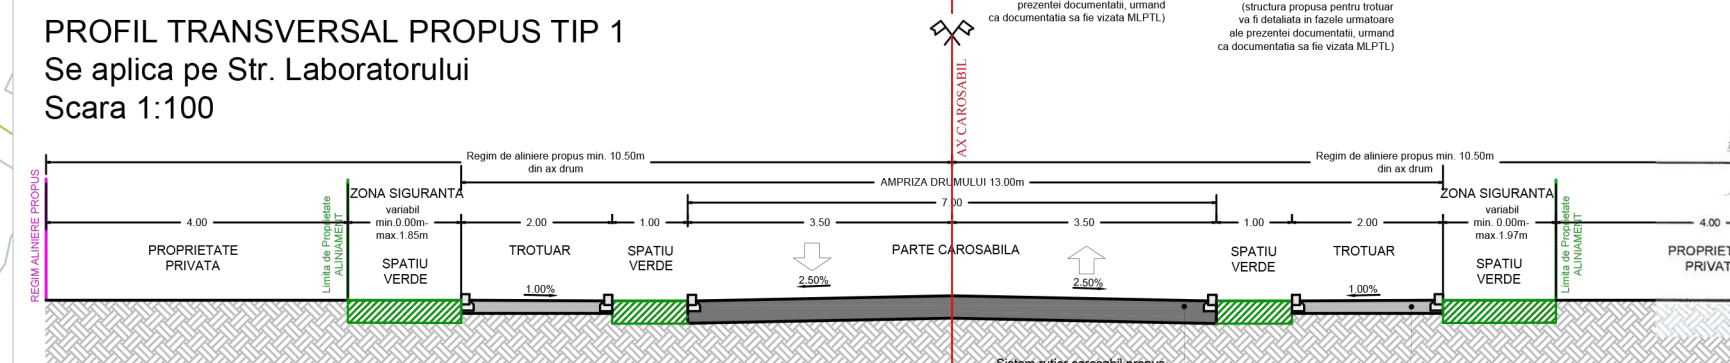 prezentei documentatii, urmand
ca documentatia sa fie vizata MLPTL)
(structura propusa pentru trotuar
va fi detaliata in fazele urmatoare
ale prezentei documentatii, urmand
ca documentatia sa fie vizata MLPTL)
PROFIL TRANSVERSAL PROPUS TIP 1
Se aplica pe Str. Laboratorului
Scara 1:100
AX CAROSABIL
Regim de aliniere propus min. 10.50m
din ax drum
Regim de aliniere propus min. 10.50m
din ax drum
AMPRIZA DRUMULUI 13.00m
7.00
REGIM ALINIERE PROPUS
4.00
PROPRIETATE
PRIVATA
Limita de Proprietate
ALINIAMENT
ZONA SIGURANTA
variabil
min.0.00m-
max.1.85m
SPATIU
VERDE
2.00
TROTUAR
1.00%
1.00
SPATIU
VERDE
3.50
PARTE CAROSABILA
3.50
2.50%
2.50%
1.00
SPATIU
VERDE
2.00
TROTUAR
1.00%
ZONA SIGURANTA
variabil
min. 0.00m-
max.1.97m
SPATIU
VERDE
Limita de Proprietate
ALINIAMENT
4.00
PROPRIET
PRIVAT
Sistem rutier carosabil propus